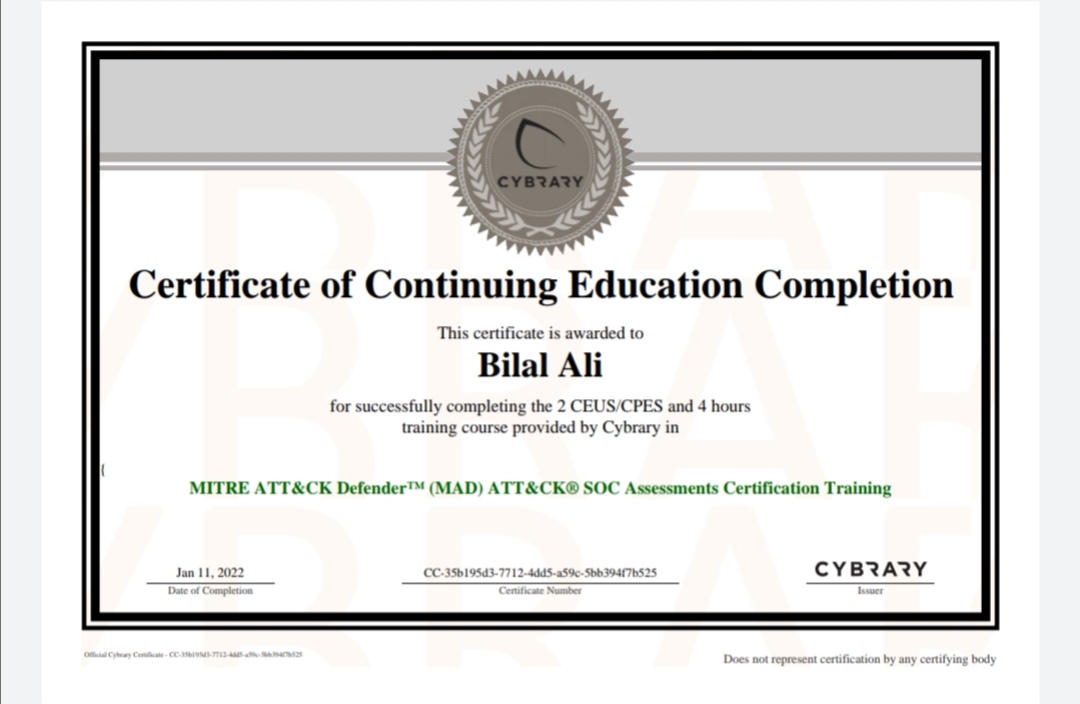 CYBRARY
Certificate of Continuing Education Completion
This certificate is awarded to
Bilal Ali
for successfully completing the 2 CEUS/CPES and 4 hours
training course provided by Cybrary in
{
MITRE ATT&CK Defender™ (MAD) ATT&CK® SOC Assessments Certification Training
Jan 11, 2022
Date of Completion
CC-35b195d3-7712-4dd5-a59c-5bb394f7b525
Certificate Number
CYBRARY
Issuer
Official Cybrary Certificate - CC-35b195d3-7712-4dd5-a59c-5bb394f7b525
Does not represent certification by any certifying body